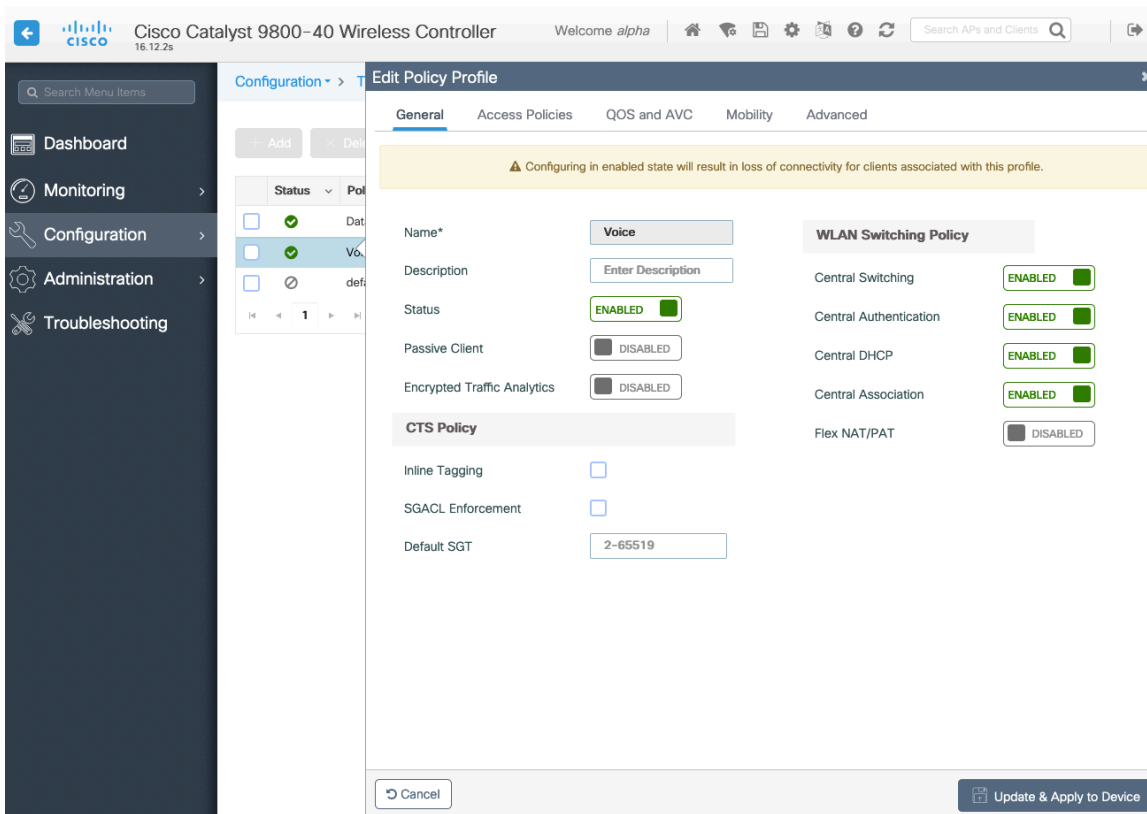 CISCO
Cisco Catalyst 9800-40 Wireless Controller
16.12.2s
Welcome alpha
Search APs and Clients
Search Menu Items
Dashboard
Monitoring
Configuration
Administration
Troubleshooting
Configuration > T
+ Add × Dele
Status Pol
Dat
Vo
defa
1
Edit Policy Profile
General Access Policies QOS and AVC Mobility Advanced
Configuring in enabled state will result in loss of connectivity for clients associated with this profile.
Name* Voice
Description Enter Description
Status ENABLED
Passive Client DISABLED
Encrypted Traffic Analytics DISABLED
CTS Policy
Inline Tagging
SGACL Enforcement
Default SGT 2-65519
WLAN Switching Policy
Central Switching ENABLED
Central Authentication ENABLED
Central DHCP ENABLED
Central Association ENABLED
Flex NAT/PAT DISABLED
Cancel
Update & Apply to Device